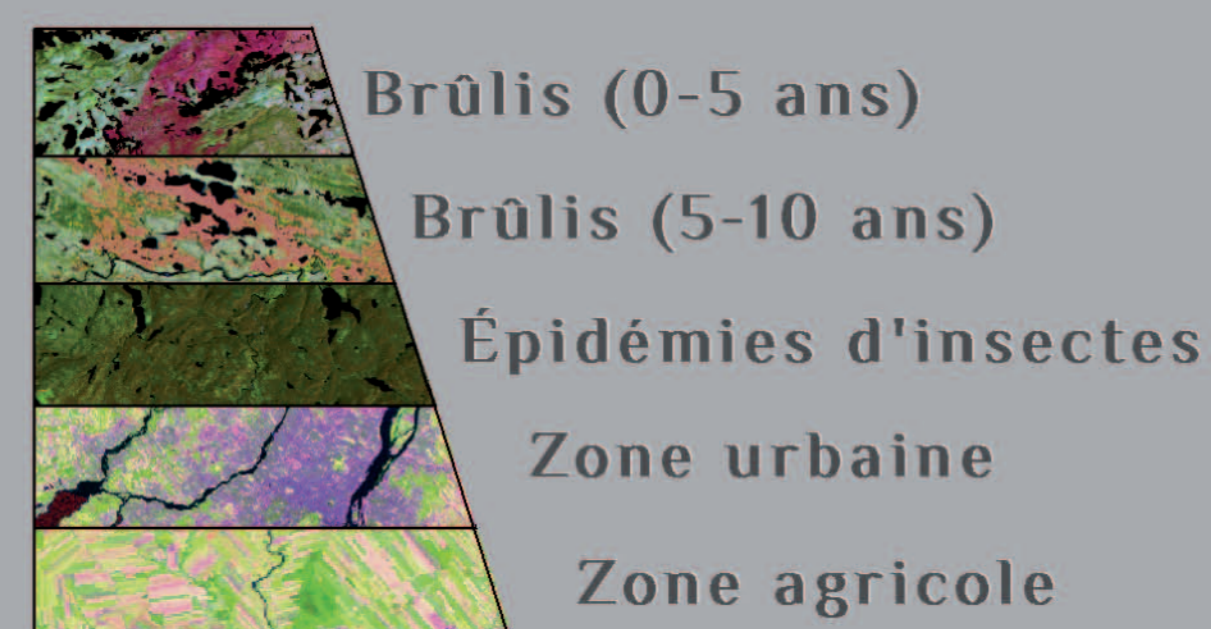 Brûlis (0-5 ans)
Brûlis (5-10 ans)
Épidémies d'insectes
Zone urbaine
Zone agricole